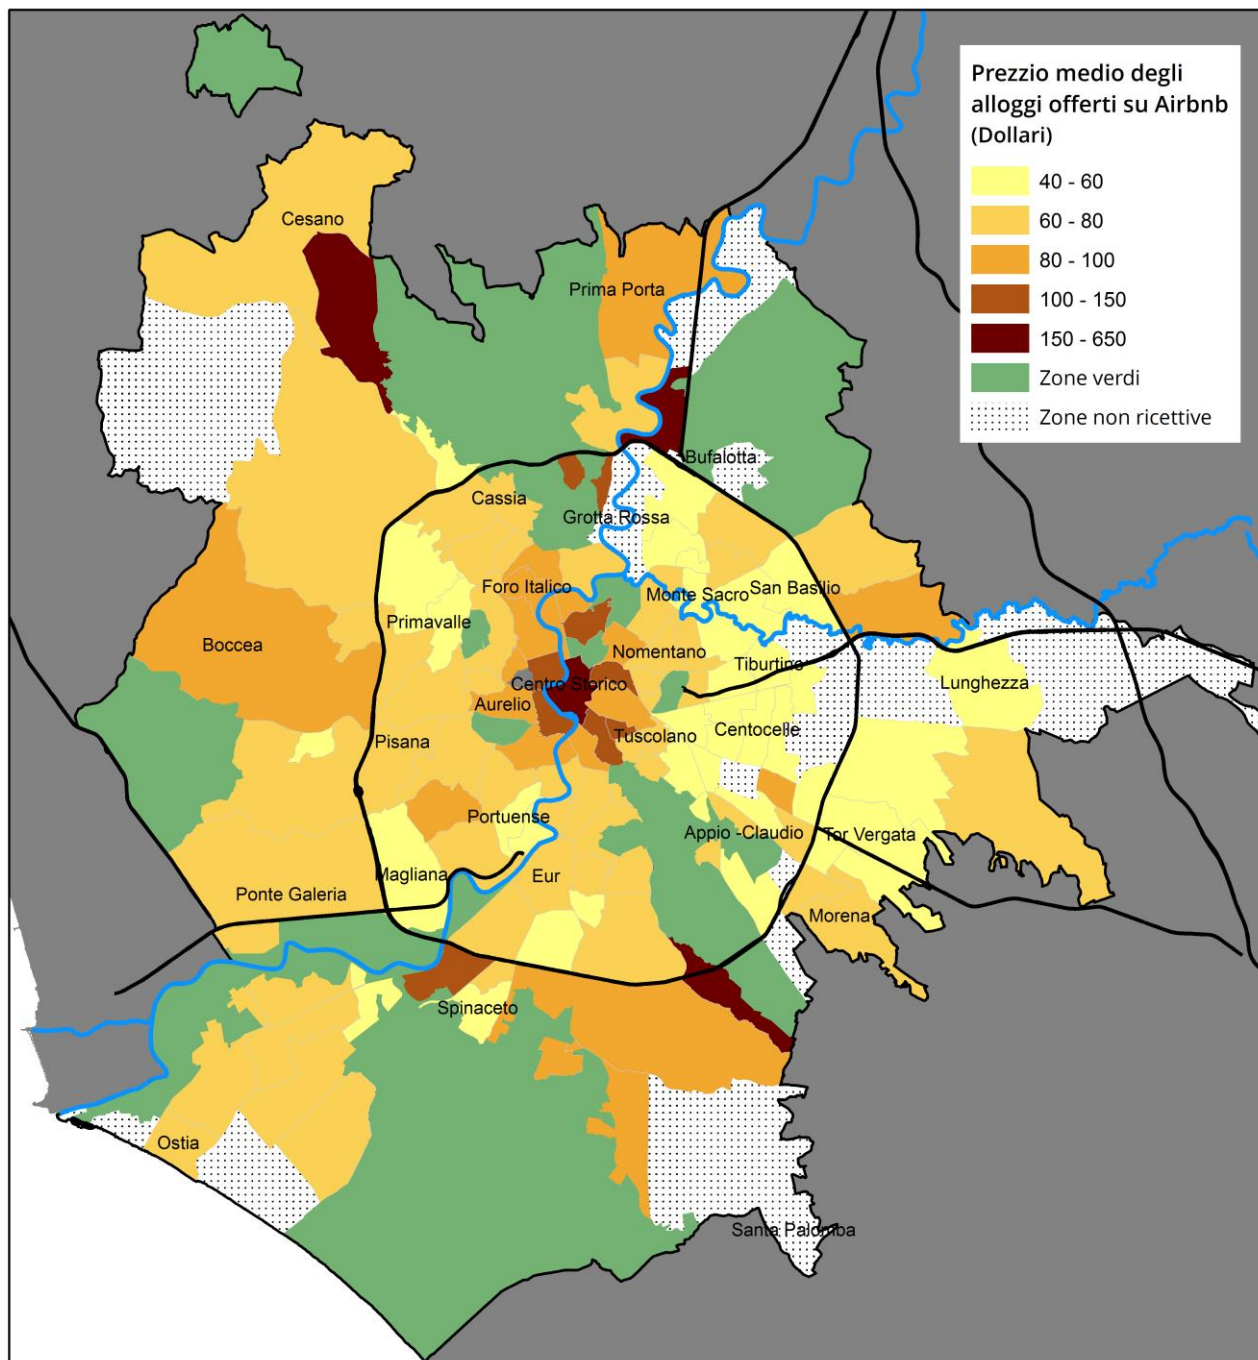 Prezzo medio degli
alloggi offerti su Airbnb
(Dollari)
40 - 60
60 - 80
80 - 100
100 - 150
150 - 650
Zone verdi
Zone non ricettive
Cesano
Prima Porta
Bufalotta
Cassia
Grotta Rossa
Foro Italico
Monte Sacro
San Basilio
Primavalle
Boccea
Nomentano
Tiburtino
Centro Storico
Lunghezza
Aurelio
Pisana
Tuscolano
Centocelle
Portuense
Appio -Claudio
Tor Vergata
Magliana
Eur
Ponte Galeria
Morena
Spinaceto
Ostia
Santa Palomba